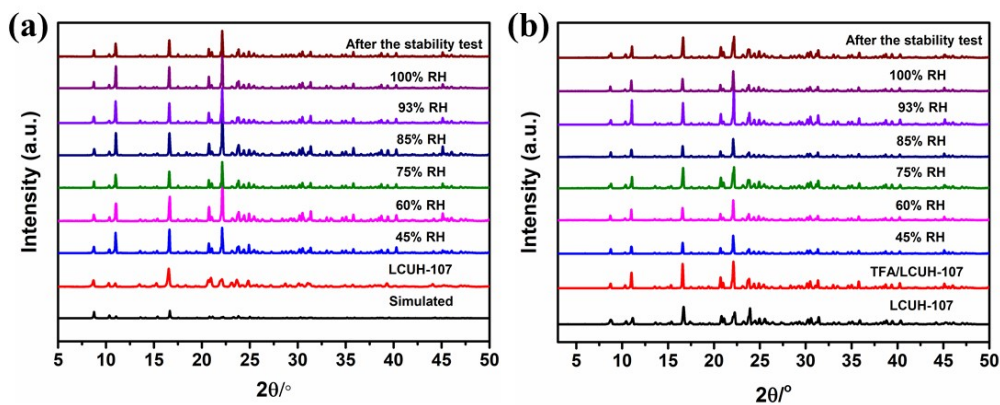 (a)
Intensity (a.u.)
After the stability test
100% RH
93% RH
85% RH
75% RH
60% RH
45% RH
LCUH-107
Simulated
5 10 15 20 25 30 35 40 45 50
2θ/°
(b)
Intensity (a.u.)
After the stability test
100% RH
93% RH
85% RH
75% RH
60% RH
45% RH
TFA/LCUH-107
LCUH-107
5 10 15 20 25 30 35 40 45 50
2θ/°